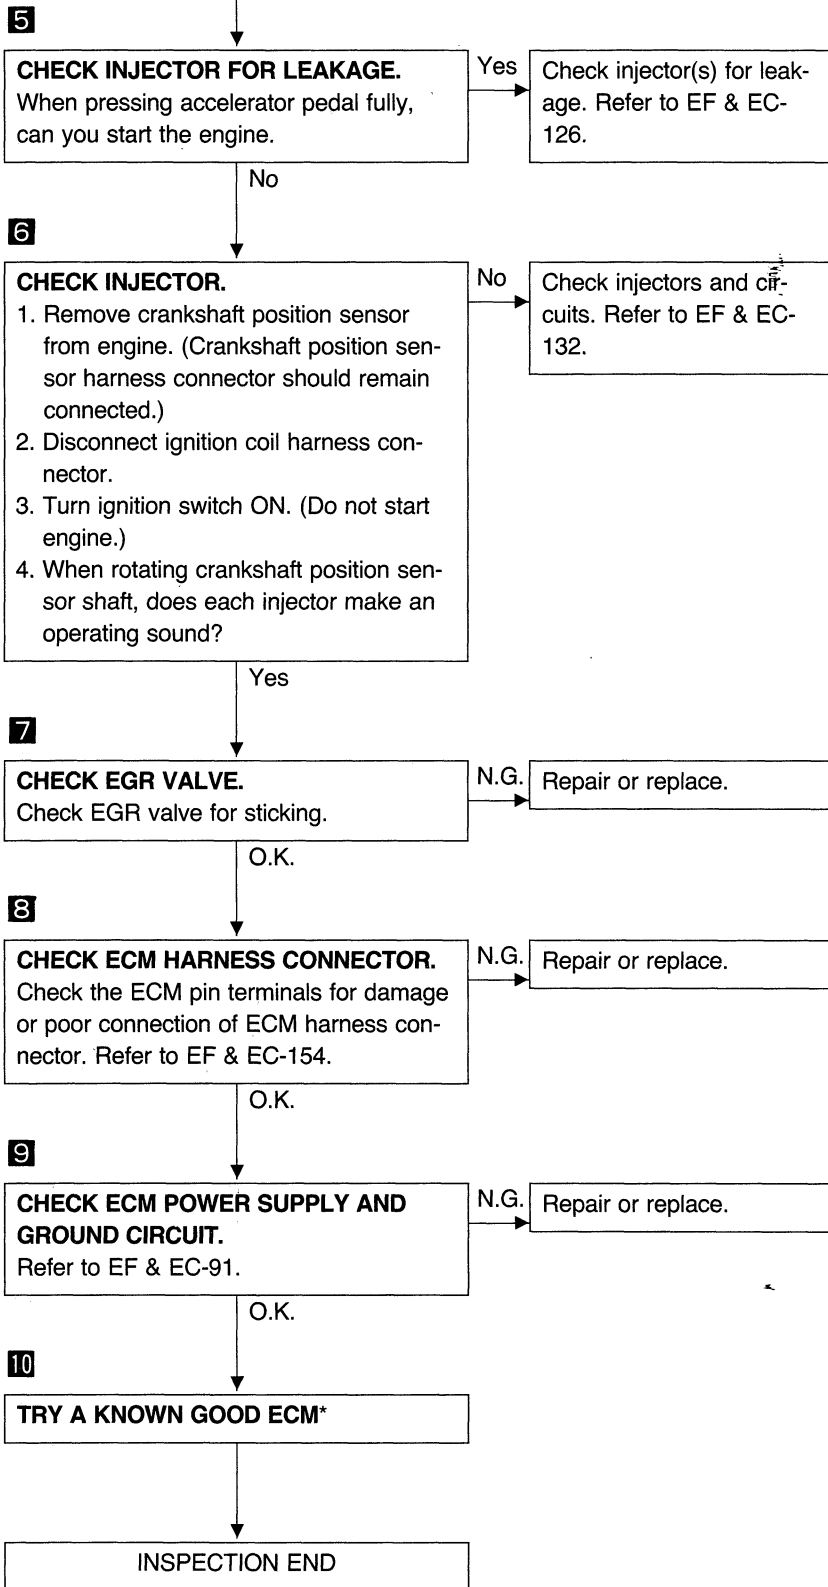 5
CHECK INJECTOR FOR LEAKAGE.
When pressing accelerator pedal fully,
can you start the engine.
Yes
Check injector(s) for leak-
age. Refer to EF & EC-
126.
No
6
CHECK INJECTOR.
1. Remove crankshaft position sensor
from engine. (Crankshaft position sen-
sor harness connector should remain
connected.)
2. Disconnect ignition coil harness con-
nector.
3. Turn ignition switch ON. (Do not start
engine.)
4. When rotating crankshaft position sen-
sor shaft, does each injector make an
operating sound?
No
Check injectors and cir-
cuits. Refer to EF & EC-
132.
Yes
7
CHECK EGR VALVE.
Check EGR valve for sticking.
N.G.
Repair or replace.
O.K.
8
CHECK ECM HARNESS CONNECTOR.
Check the ECM pin terminals for damage
or poor connection of ECM harness con-
nector. Refer to EF & EC-154.
N.G.
Repair or replace.
O.K.
9
CHECK ECM POWER SUPPLY AND
GROUND CIRCUIT.
Refer to EF & EC-91.
N.G.
Repair or replace.
O.K.
10
TRY A KNOWN GOOD ECM*
INSPECTION END